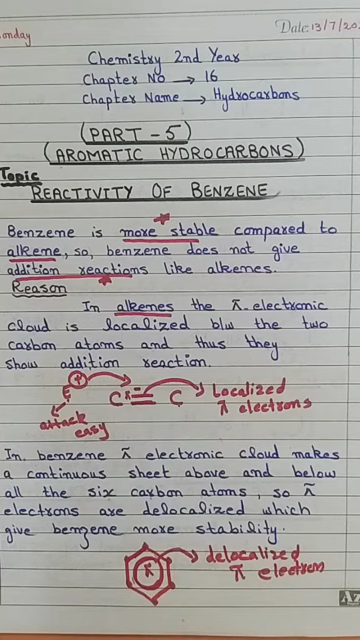 onday
Date: 13/7/20
Chemistry 2nd Year
Chapter No → 16
Chapter Name → Hydrocarbons
(PART - 5)
(AROMATIC HYDROCARBONS)
Topic
REACTIVITY OF BENZENE
Benzene is more stable compared to
alkene, so, benzene does not give
addition reactions like alkenes.
Reason
In alkenes the π-electronic
cloud is localized b/w the two
carbon atoms and thus they
show addition reaction.
E⊕ C π C Localized
π electrons
attack
easy
In benzene π electronic cloud makes
a continuous sheet above and below
all the six carbon atoms, so π
electrons are delocalized which
give benzene more stability.
π delocalized
π electron
Az